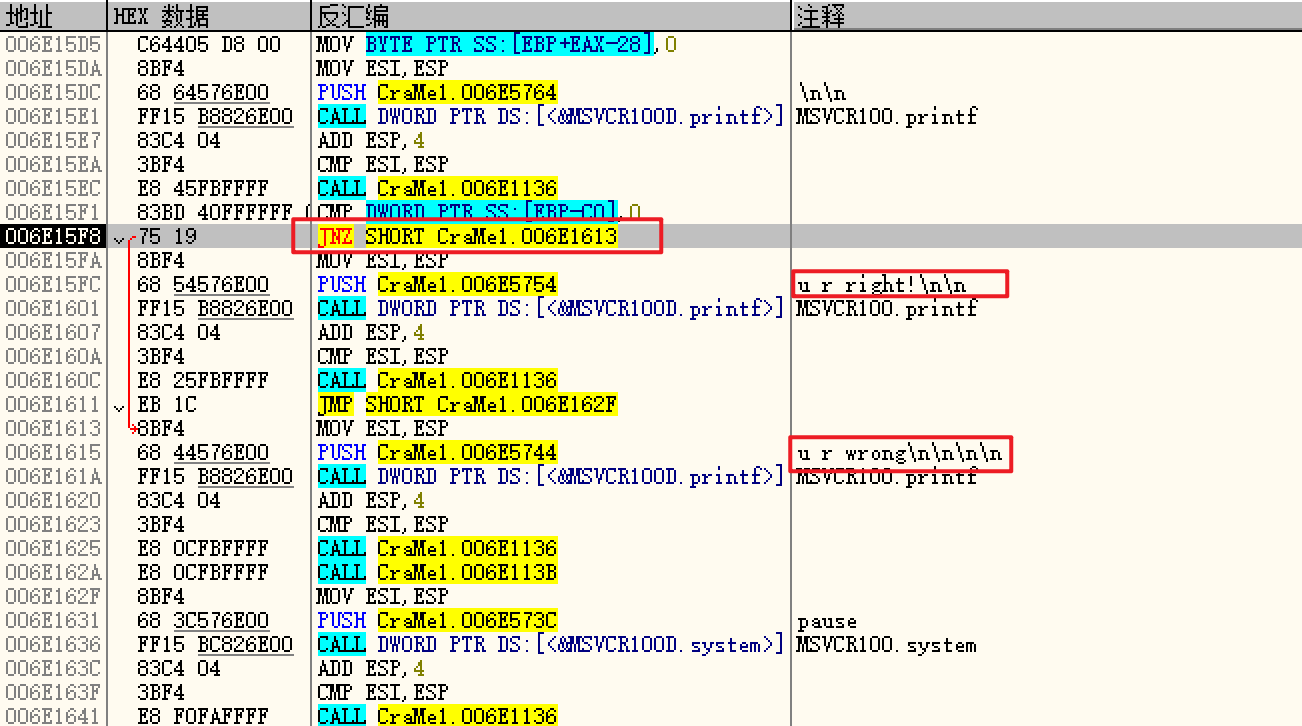 地址 HEX 数据 反汇编 注释
006E15D5 C64405 D8 00 MOV BYTE PTR SS:[EBP+EAX-28],0
006E15DA 8BF4 MOV ESI,ESP
006E15DC 68 64576E00 PUSH CraMe1.006E5764 \n\n
006E15E1 FF15 B8826E00 CALL DWORD PTR DS:[<&MSVCR100D.printf>] MSVCR100.printf
006E15E7 83C4 04 ADD ESP,4
006E15EA 3BF4 CMP ESI,ESP
006E15EC E8 45FBFFFF CALL CraMe1.006E1136
006E15F1 83BD 40FFFFFF CMP DWORD PTR SS:[EBP-C0],0
006E15F8 75 19 JNZ SHORT CraMe1.006E1613
006E15FA 8BF4 MOV ESI,ESP
006E15FC 68 54576E00 PUSH CraMe1.006E5754 u r right!\n\n
006E1601 FF15 B8826E00 CALL DWORD PTR DS:[<&MSVCR100D.printf>] MSVCR100.printf
006E1607 83C4 04 ADD ESP,4
006E160A 3BF4 CMP ESI,ESP
006E160C E8 25FBFFFF CALL CraMe1.006E1136
006E1611 EB 1C JMP SHORT CraMe1.006E162F
006E1613 8BF4 MOV ESI,ESP
006E1615 68 44576E00 PUSH CraMe1.006E5744 u r wrong\n\n\n\n
006E161A FF15 B8826E00 CALL DWORD PTR DS:[<&MSVCR100D.printf>] MSVCR100.printf
006E1620 83C4 04 ADD ESP,4
006E1623 3BF4 CMP ESI,ESP
006E1625 E8 0CFBFFFF CALL CraMe1.006E1136
006E162A E8 0CFBFFFF CALL CraMe1.006E113B
006E162F 8BF4 MOV ESI,ESP
006E1631 68 3C576E00 PUSH CraMe1.006E573C pause
006E1636 FF15 BC826E00 CALL DWORD PTR DS:[<&MSVCR100D.system>] MSVCR100.system
006E163C 83C4 04 ADD ESP,4
006E163F 3BF4 CMP ESI,ESP
006E1641 E8 F0FAFFFF CALL CraMe1.006E1136